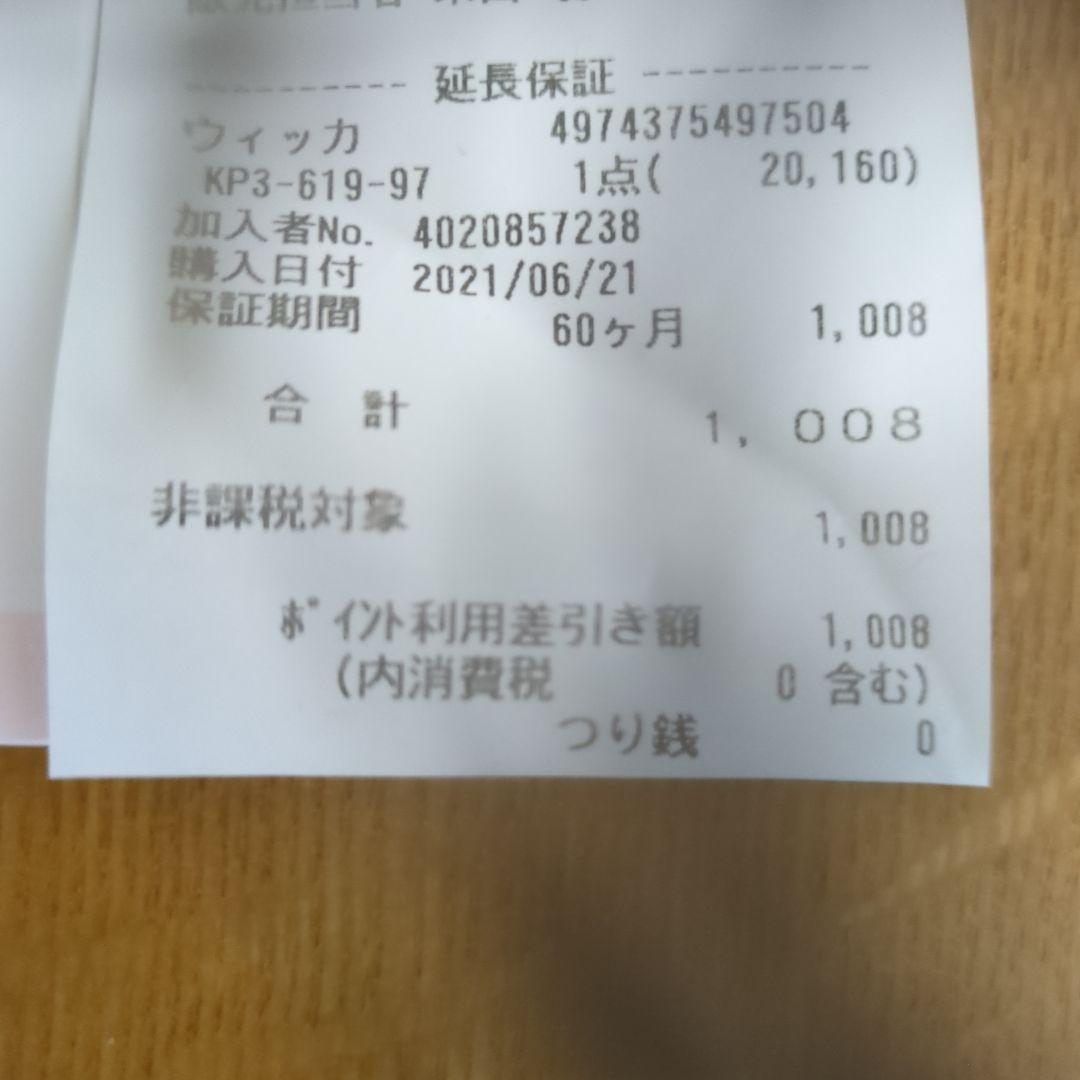 ---------- 延長保証 ----------
ウィッカ 4974375497504
KP3-619-97 1点( 20,160)
加入者No. 4020857238
購入日付 2021/06/21
保証期間 60ヶ月 1,008
合 計 1,008
非課税対象 1,008
ﾎﾟｲﾝﾄ利用差引き額 1,008
(内消費税 0 含む)
つり銭 0